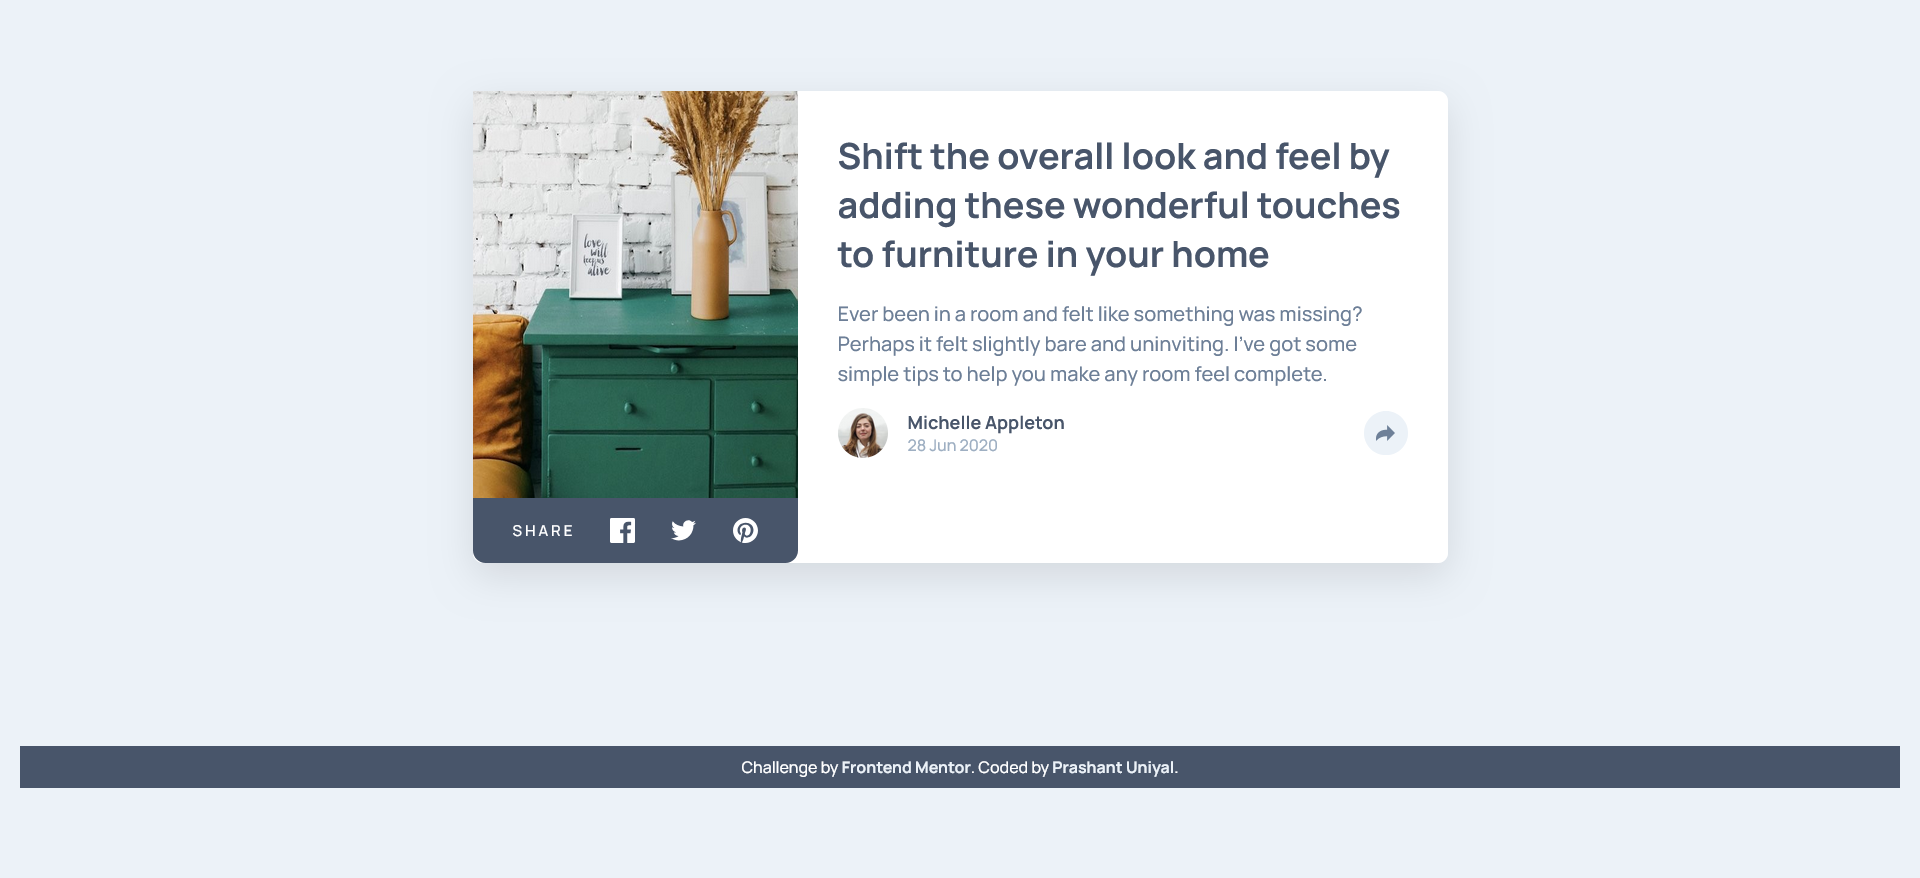 love
will
keep us
alive
SHARE
Shift the overall look and feel by
adding these wonderful touches
to furniture in your home
Ever been in a room and felt like something was missing?
Perhaps it felt slightly bare and uninviting. I’ve got some
simple tips to help you make any room feel complete.
Michelle Appleton
28 Jun 2020
Challenge by Frontend Mentor. Coded by Prashant Uniyal.